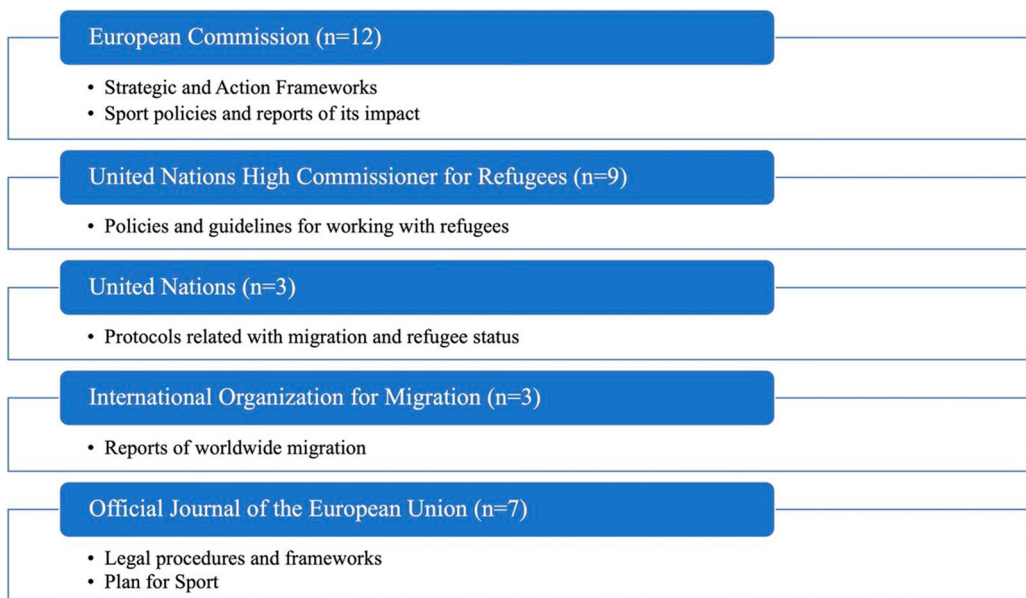 European Commission (n=12)
• Strategic and Action Frameworks
• Sport policies and reports of its impact
United Nations High Commissioner for Refugees (n=9)
• Policies and guidelines for working with refugees
United Nations (n=3)
• Protocols related with migration and refugee status
International Organization for Migration (n=3)
• Reports of worldwide migration
Official Journal of the European Union (n=7)
• Legal procedures and frameworks
• Plan for Sport